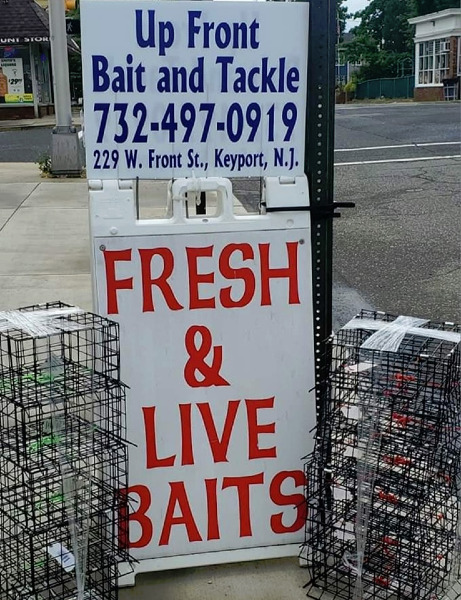 Up Front
Bait and Tackle
732-497-0919
229 W. Front St., Keyport, N.J.
FRESH
&
LIVE
BAITS